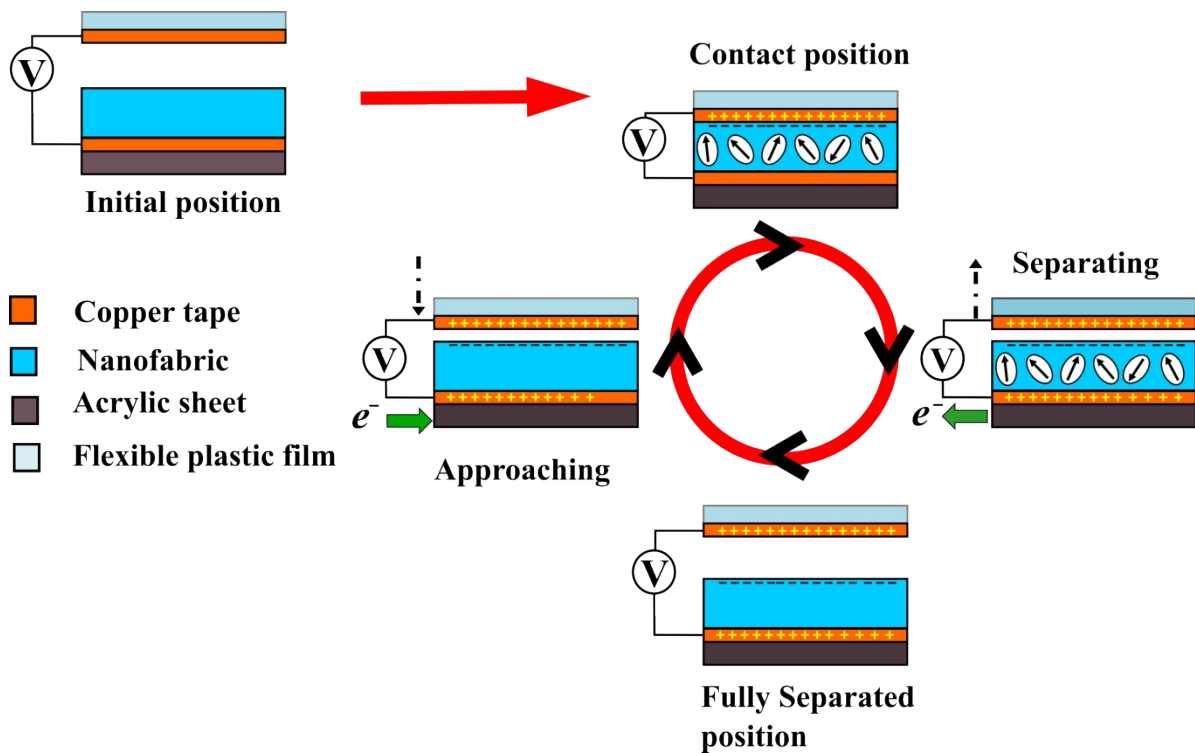 V
Initial position
Contact position
V
Copper tape
Nanofabric
Acrylic sheet
Flexible plastic film
V
e⁻
Approaching
Separating
V
e⁻
V
Fully Separated
position